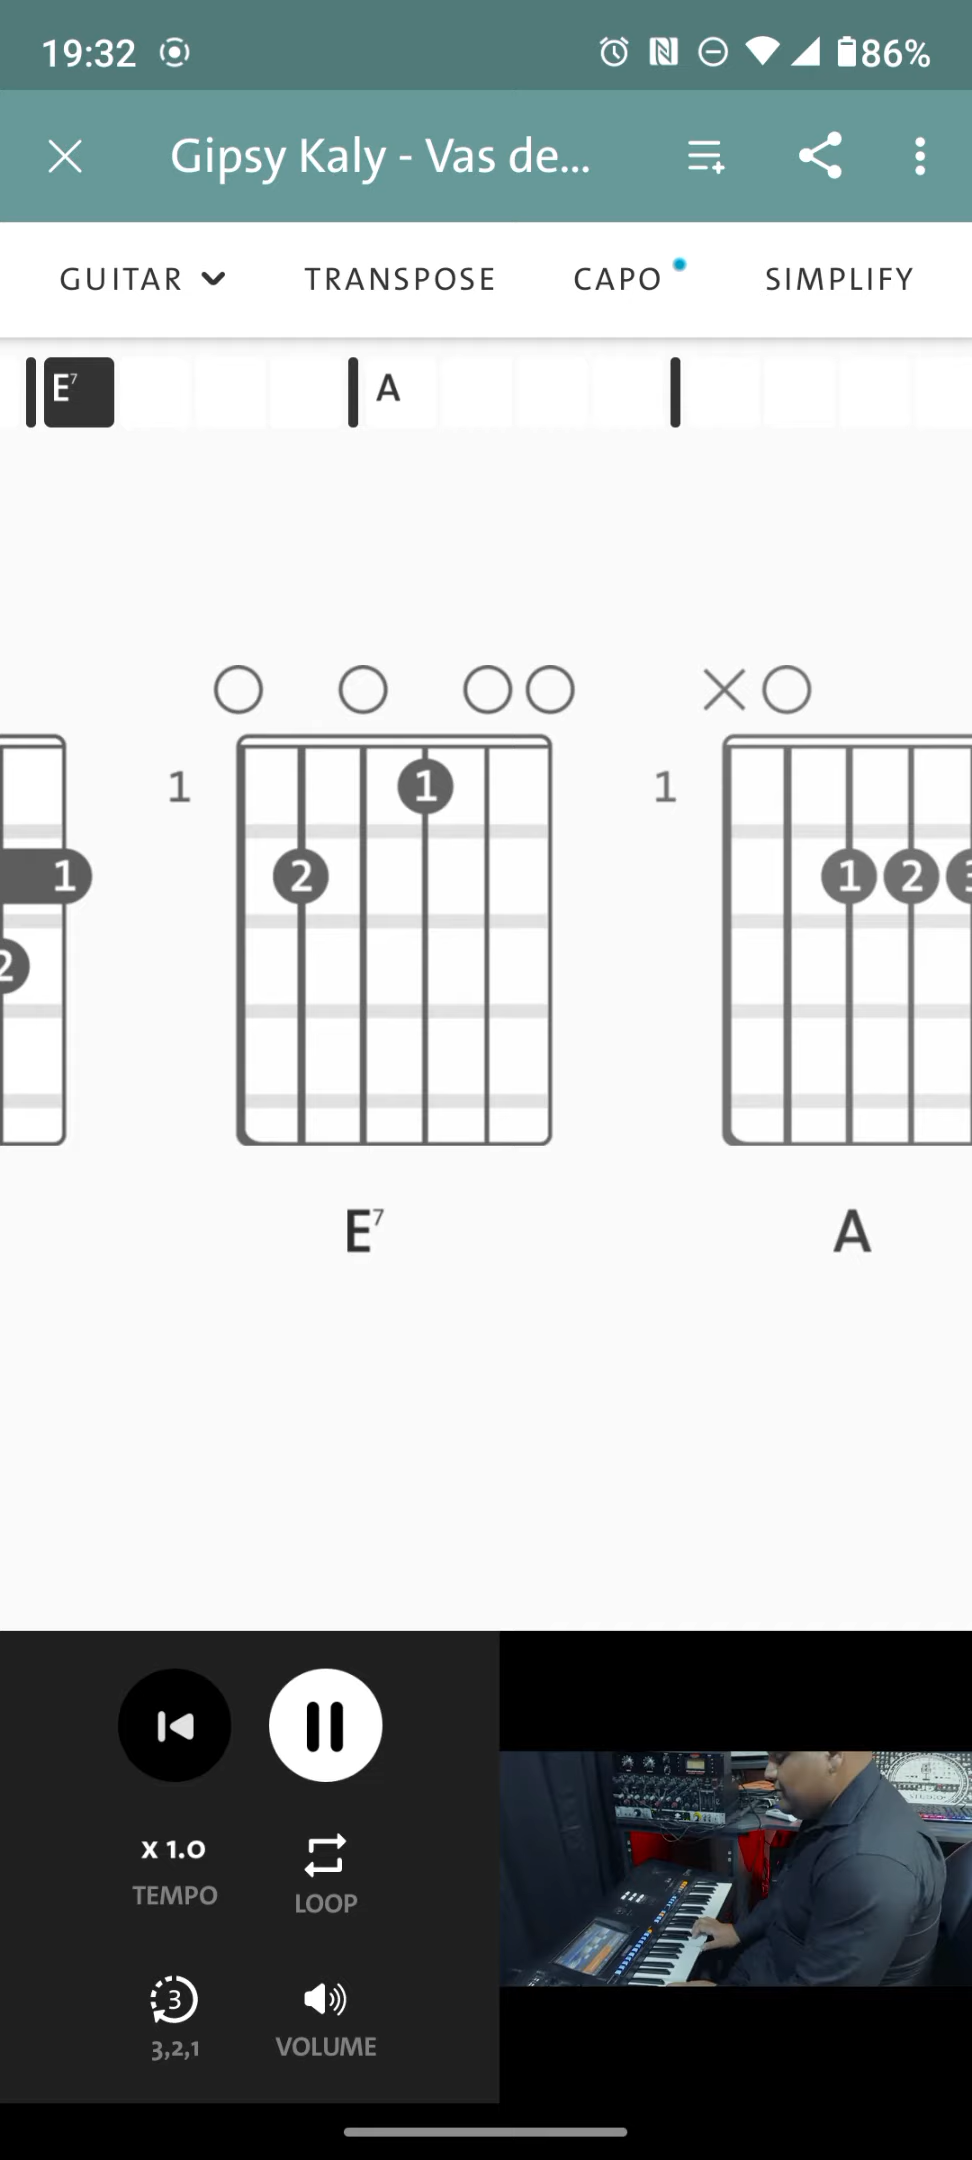 19:32 86%
Gipsy Kaly - Vas de...
GUITAR TRANSPOSE CAPO SIMPLIFY
E7 A
1 1 1
2 1 2 3
1
2
E7 A
X 1.0
TEMPO LOOP
3
3,2,1 VOLUME